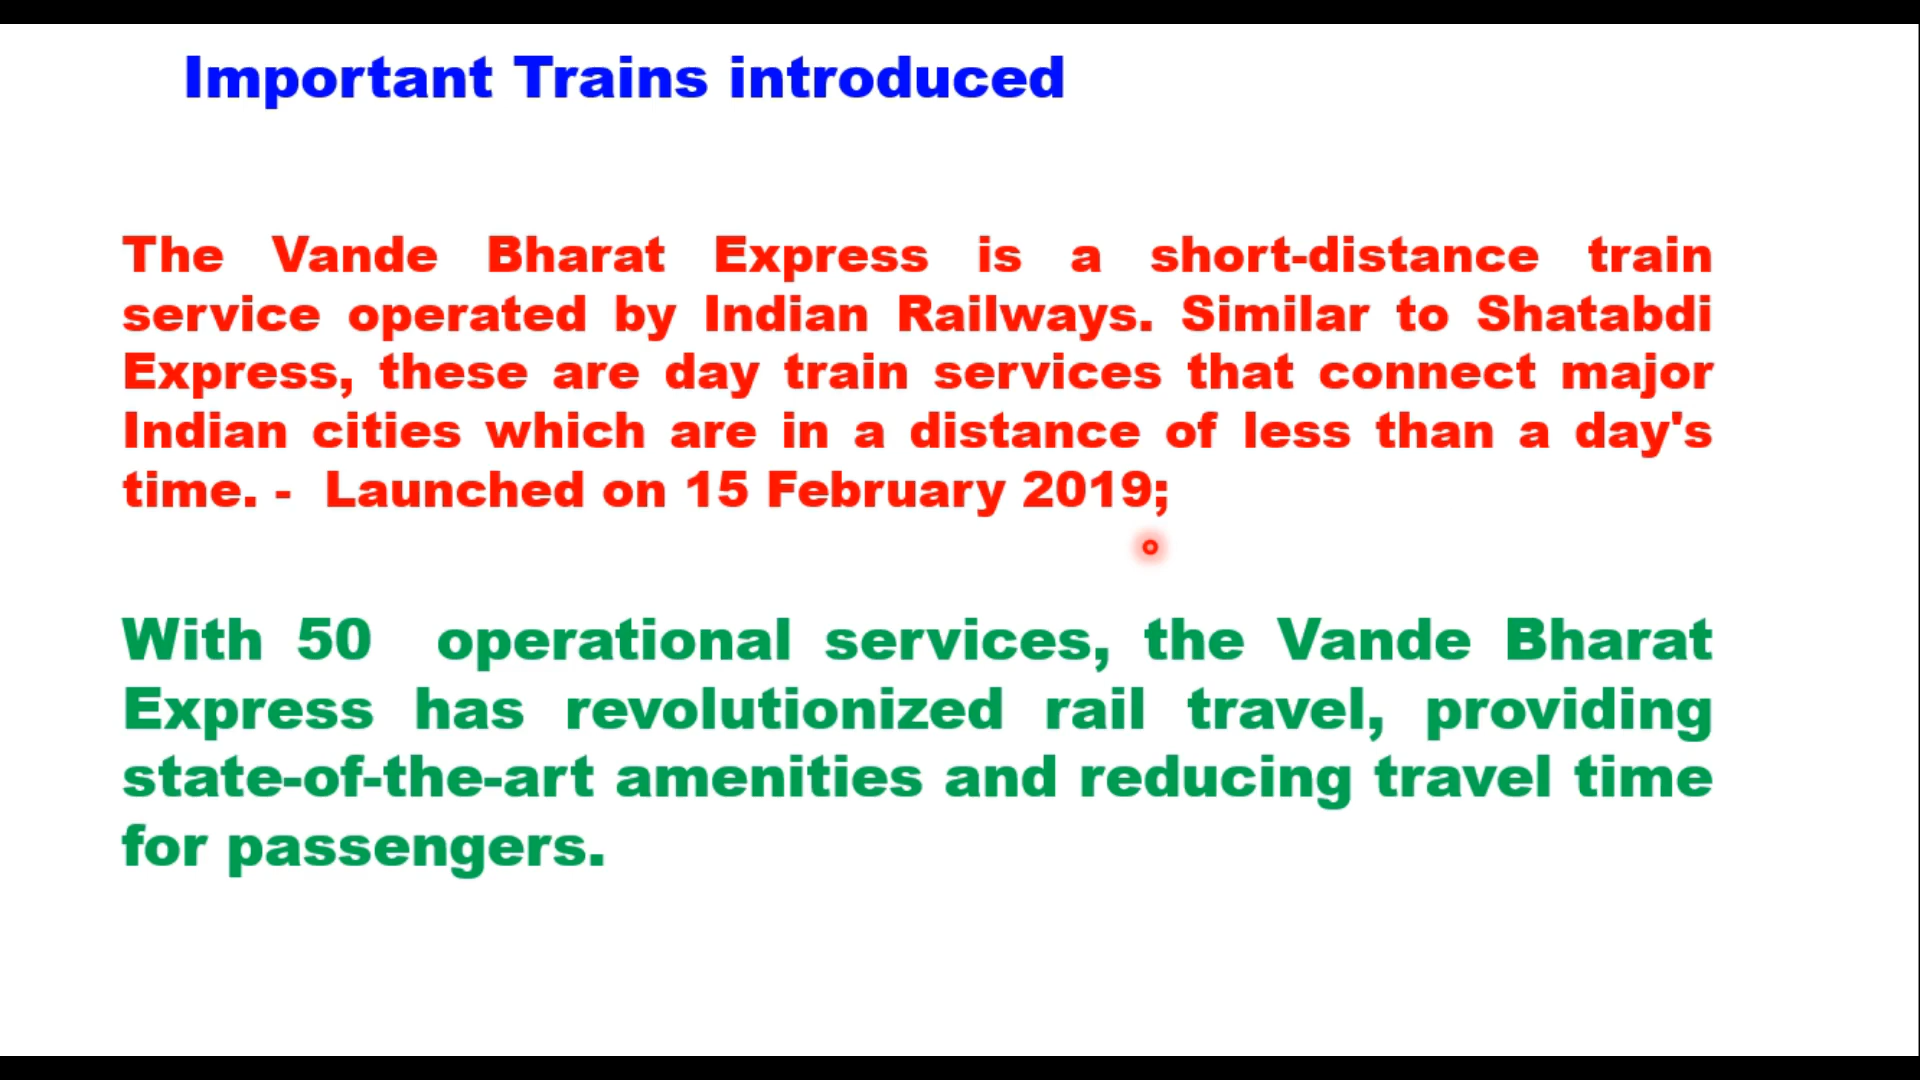 Important Trains introduced
The Vande Bharat Express is a short-distance train
service operated by Indian Railways. Similar to Shatabdi
Express, these are day train services that connect major
Indian cities which are in a distance of less than a day's
time. -  Launched on 15 February 2019;
With 50  operational services, the Vande Bharat
Express has revolutionized rail travel, providing
state-of-the-art amenities and reducing travel time
for passengers.